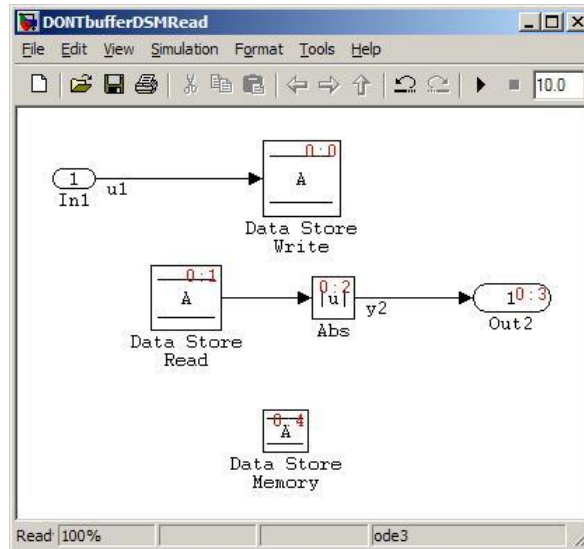 DONTbufferDSMRead
File Edit View Simulation Format Tools Help
10.0
0:0
A
1
u1
In1
Data Store
Write
0:1
A
0:2
|u|
y2
1
0:3
Data Store
Read
Abs
Out2
0:4
A
Data Store
Memory
Read 100% ode3